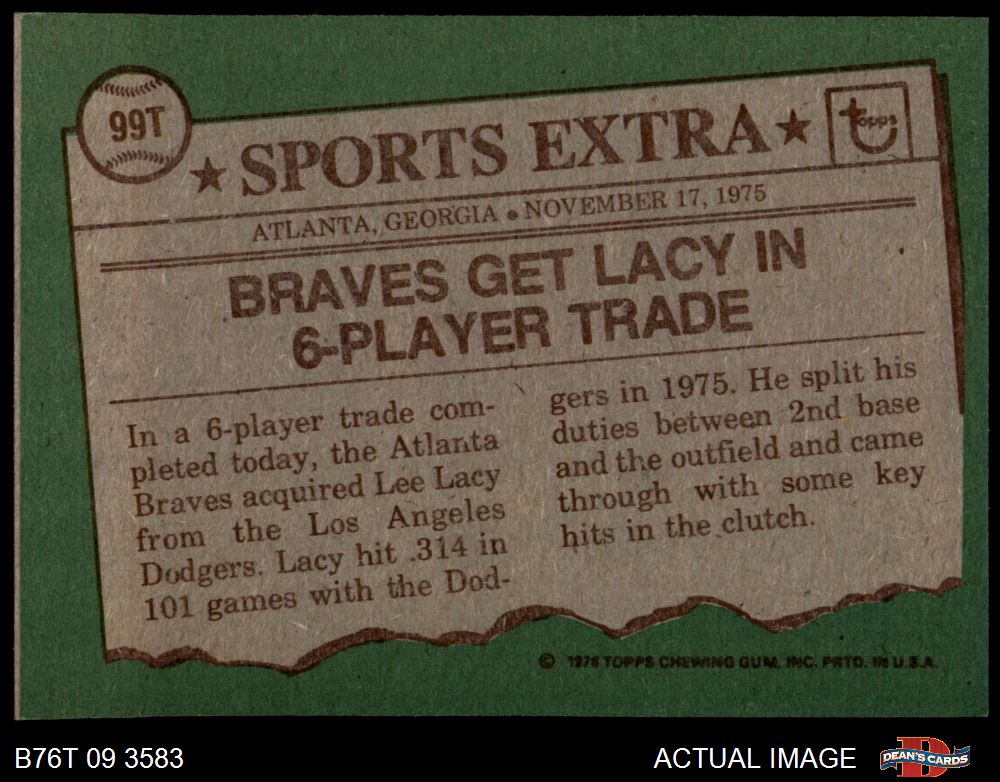 99T
★ SPORTS EXTRA ★
topps
ATLANTA, GEORGIA • NOVEMBER 17, 1975
BRAVES GET LACY IN
6-PLAYER TRADE
In a 6-player trade com-
pleted today, the Atlanta
Braves acquired Lee Lacy
from the Los Angeles
Dodgers. Lacy hit .314 in
101 games with the Dod-
gers in 1975. He split his
duties between 2nd base
and the outfield and came
through with some key
hits in the clutch.
© 1976 TOPPS CHEWING GUM, INC. PRTD. IN U.S.A.
B76T 09 3583
ACTUAL IMAGE
DEAN'S CARDS